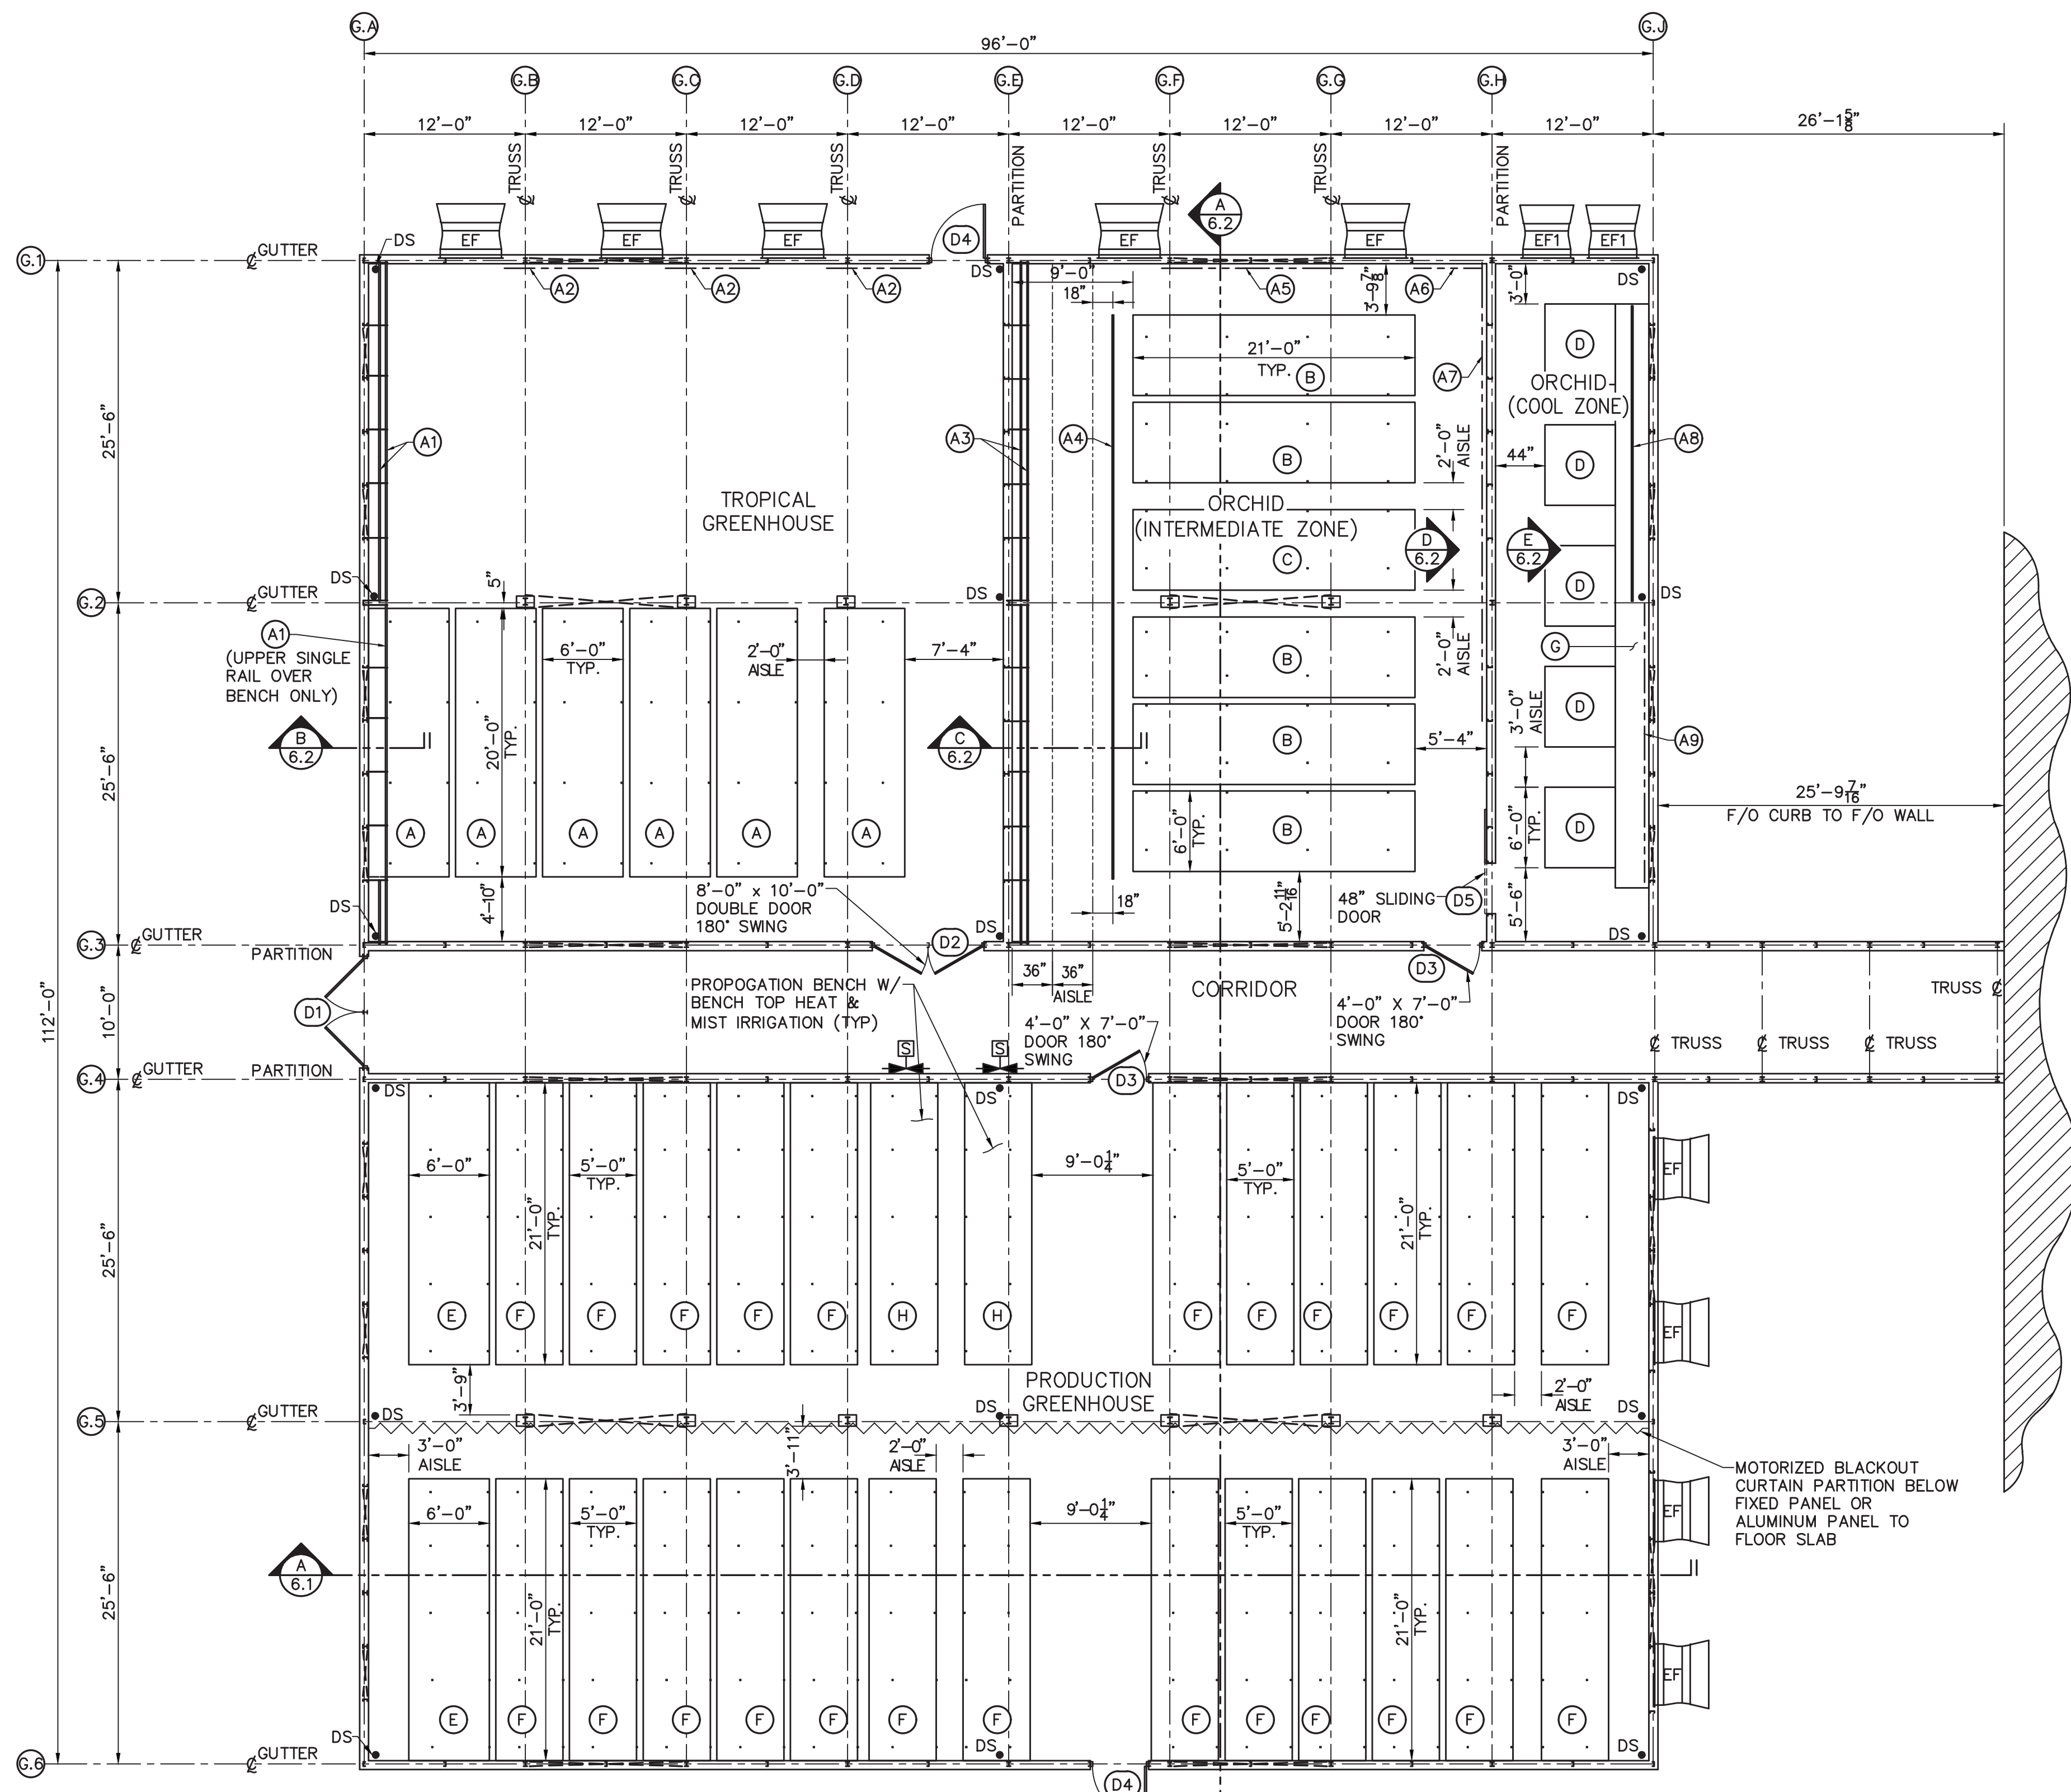 G.A
G.J
96'-0"
G.B
G.C
G.D
G.E
G.F
G.G
G.H
12'-0"
12'-0"
12'-0"
12'-0"
12'-0"
12'-0"
12'-0"
12'-0"
26'-1 5/8"
℄ TRUSS
℄ TRUSS
℄ TRUSS
PARTITION
℄ TRUSS
℄ TRUSS
PARTITION
A
6.2
EF
EF
EF
D4
EF
EF
EF1
EF1
G.1
℄ GUTTER
DS
DS
DS
A2
A2
A2
9'-0"
18"
A5
3'-9 7/8"
A6
3'-0"
21'-0"
TYP.
B
A7
D
ORCHID
(COOL ZONE)
25'-6"
A1
A3
A4
B
2'-0"
AISLE
44"
D
A8
TROPICAL
GREENHOUSE
ORCHID
(INTERMEDIATE ZONE)
C
D
6.2
E
6.2
D
G.2
℄ GUTTER
DS
5"
DS
DS
A1
(UPPER SINGLE
RAIL OVER
BENCH ONLY)
6'-0"
TYP.
2'-0"
AISLE
7'-4"
B
2'-0"
AISLE
G
25'-6"
B
6.2
20'-0"
TYP.
C
6.2
B
5'-4"
3'-0"
AISLE
D
A9
25'-9 7/16"
F/O CURB TO F/O WALL
A
A
A
A
A
A
6'-0"
TYP.
B
6'-0"
TYP.
D
DS
4'-10"
8'-0" x 10'-0"
DOUBLE DOOR
180° SWING
D2
DS
18"
5'-2 11/16"
48" SLIDING
DOOR
D5
5'-6"
DS
G.3
℄ GUTTER
PARTITION
D3
112'-0"
10'-0"
D1
PROPOGATION BENCH W/
BENCH TOP HEAT &
MIST IRRIGATION (TYP)
36"
36"
AISLE
CORRIDOR
4'-0" X 7'-0"
DOOR 180°
SWING
4'-0" X 7'-0"
DOOR 180°
SWING
TRUSS ℄
℄ TRUSS
℄ TRUSS
℄ TRUSS
S
S
G.4
℄ GUTTER
PARTITION
D3
DS
DS
DS
6'-0"
5'-0"
TYP.
21'-0"
TYP.
9'-0 1/4"
5'-0"
TYP.
21'-0"
TYP.
EF
25'-6"
E
F
F
F
F
F
H
H
F
F
F
F
F
F
EF
3'-9"
PRODUCTION
GREENHOUSE
2'-0"
AISLE
G.5
℄ GUTTER
DS
DS
DS
3'-0"
AISLE
3'-11"
2'-0"
AISLE
3'-0"
AISLE
MOTORIZED BLACKOUT
CURTAIN PARTITION BELOW
FIXED PANEL OR
ALUMINUM PANEL TO
FLOOR SLAB
6'-0"
5'-0"
TYP.
9'-0 1/4"
5'-0"
TYP.
EF
A
6.1
25'-6"
21'-0"
TYP.
21'-0"
TYP.
EF
E
F
F
F
F
F
F
F
F
F
F
F
F
F
DS
DS
DS
G.6
℄ GUTTER
D4